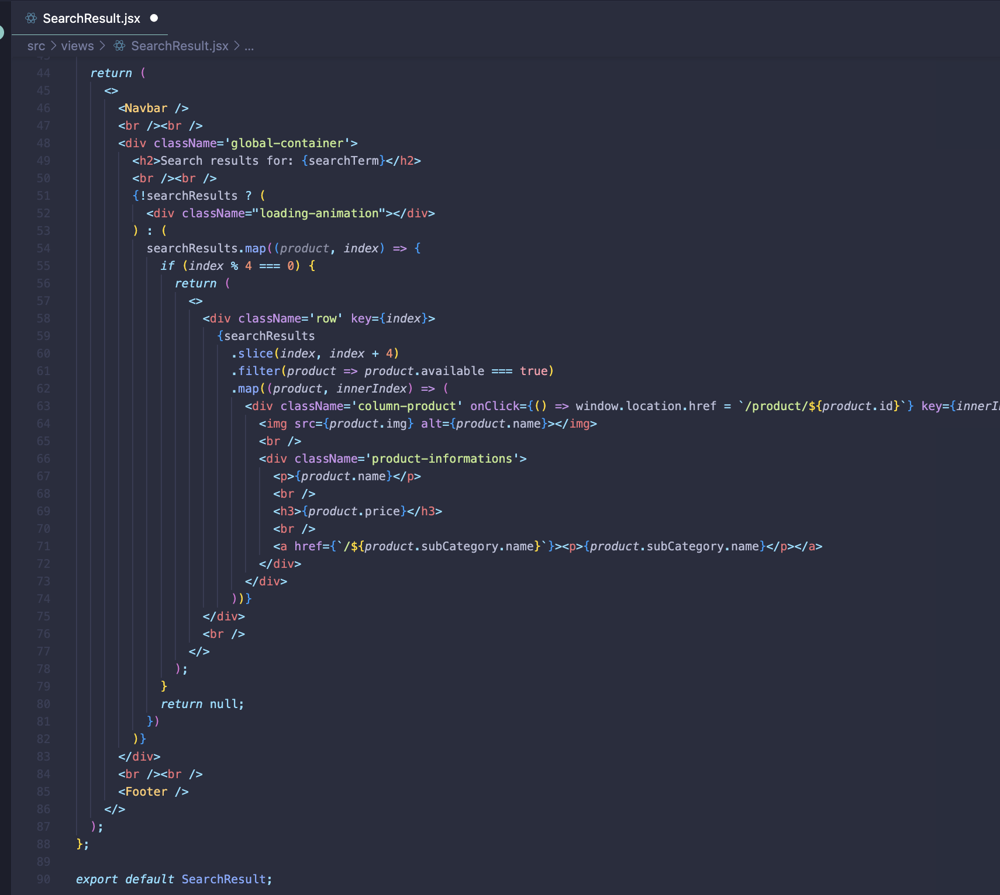 SearchResult.jsx
src > views > SearchResult.jsx > ...
44 return (
45 <>
46 <Navbar />
47 <br /><br />
48 <div className='global-container'>
49 <h2>Search results for: {searchTerm}</h2>
50 <br /><br />
51 {!searchResults ? (
52 <div className="loading-animation"></div>
53 ) : (
54 searchResults.map((product, index) => {
55 if (index % 4 === 0) {
56 return (
57 <>
58 <div className='row' key={index}>
59 {searchResults
60 .slice(index, index + 4)
61 .filter(product => product.available === true)
62 .map((product, innerIndex) => (
63 <div className='column-product' onClick={() => window.location.href = `/product/${product.id}`} key={innerI
64 <img src={product.img} alt={product.name}></img>
65 <br />
66 <div className='product-informations'>
67 <p>{product.name}</p>
68 <br />
69 <h3>{product.price}</h3>
70 <br />
71 <a href={`/${product.subCategory.name}`}><p>{product.subCategory.name}</p></a>
72 </div>
73 </div>
74 ))}
75 </div>
76 <br />
77 </>
78 );
79 }
80 return null;
81 })
82 )}
83 </div>
84 <br /><br />
85 <Footer />
86 </>
87 );
88 };
89
90 export default SearchResult;